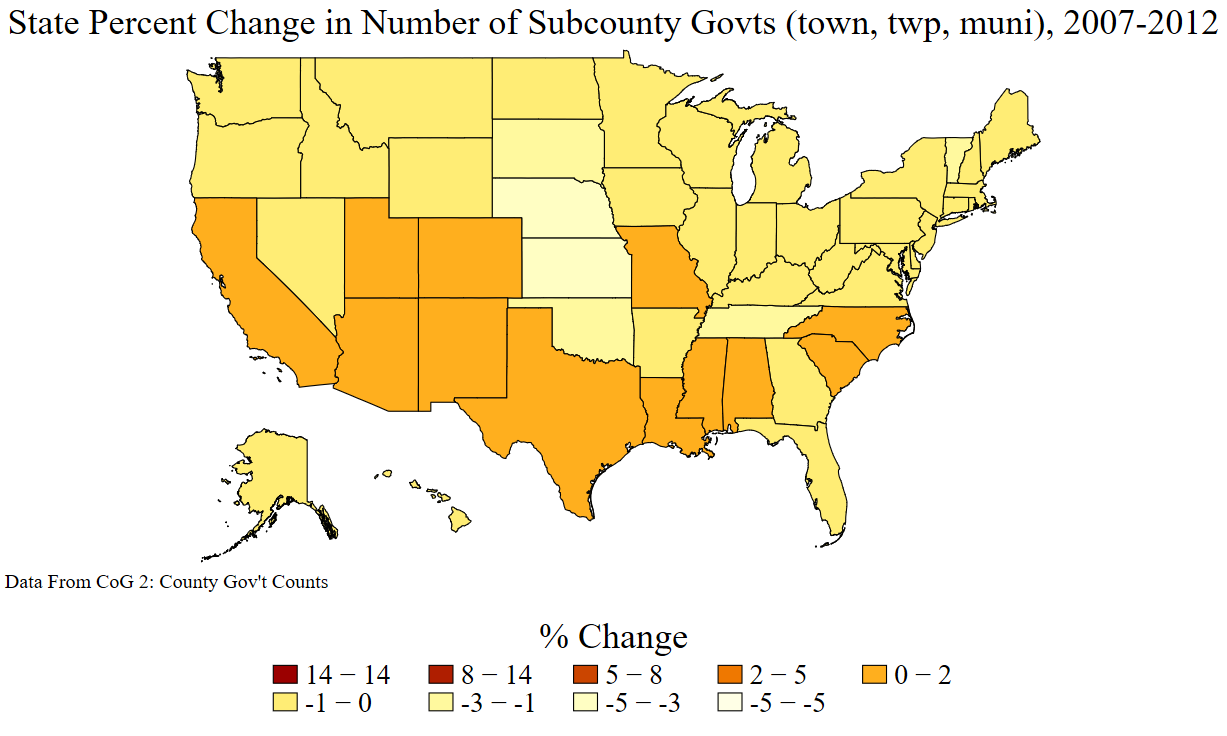 State Percent Change in Number of Subcounty Govts (town, twp, muni), 2007-2012
Data From CoG 2: County Gov't Counts
% Change
14 − 14 8 − 14 5 − 8 2 − 5 0 − 2
-1 − 0 -3 − -1 -5 − -3 -5 − -5